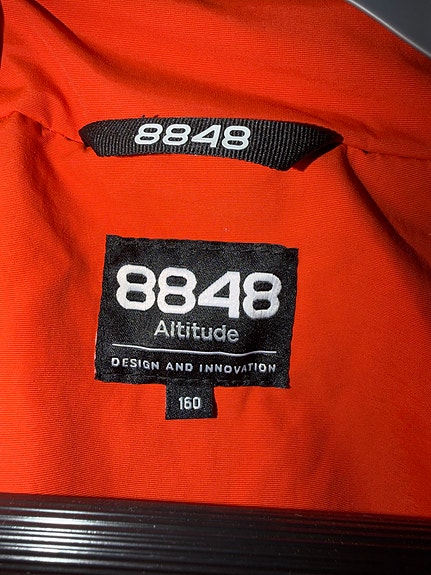 8848
8848
Altitude
DESIGN AND INNOVATION
160